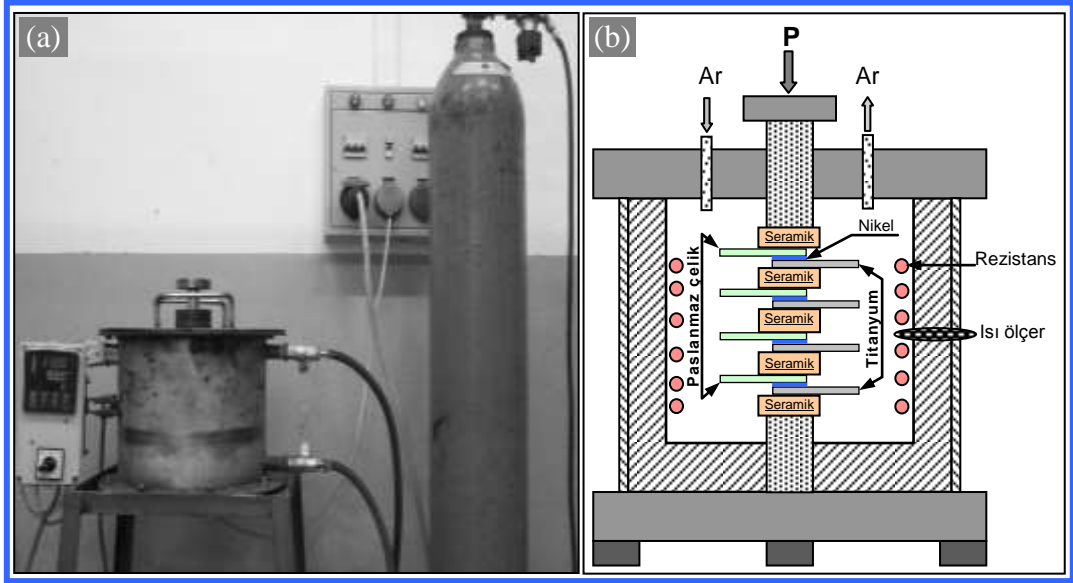 (a)
(b)
P
Ar
Ar
Seramik
Nikel
Rezistans
Seramik
Paslanmaz çelik
Titanyum
Seramik
Isı ölçer
Seramik
Seramik